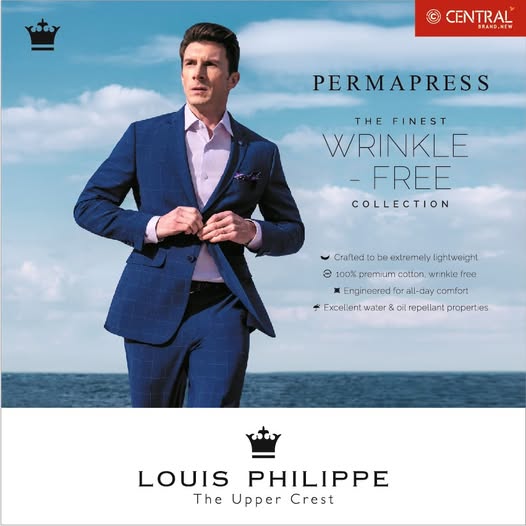 © CENTRAL
BRAND.NEW
PERMAPRESS
THE FINEST
WRINKLE
- FREE
COLLECTION
Crafted to be extremely lightweight
100% premium cotton, wrinkle free
Engineered for all-day comfort
Excellent water & oil repellant properties
LOUIS PHILIPPE
The Upper Crest